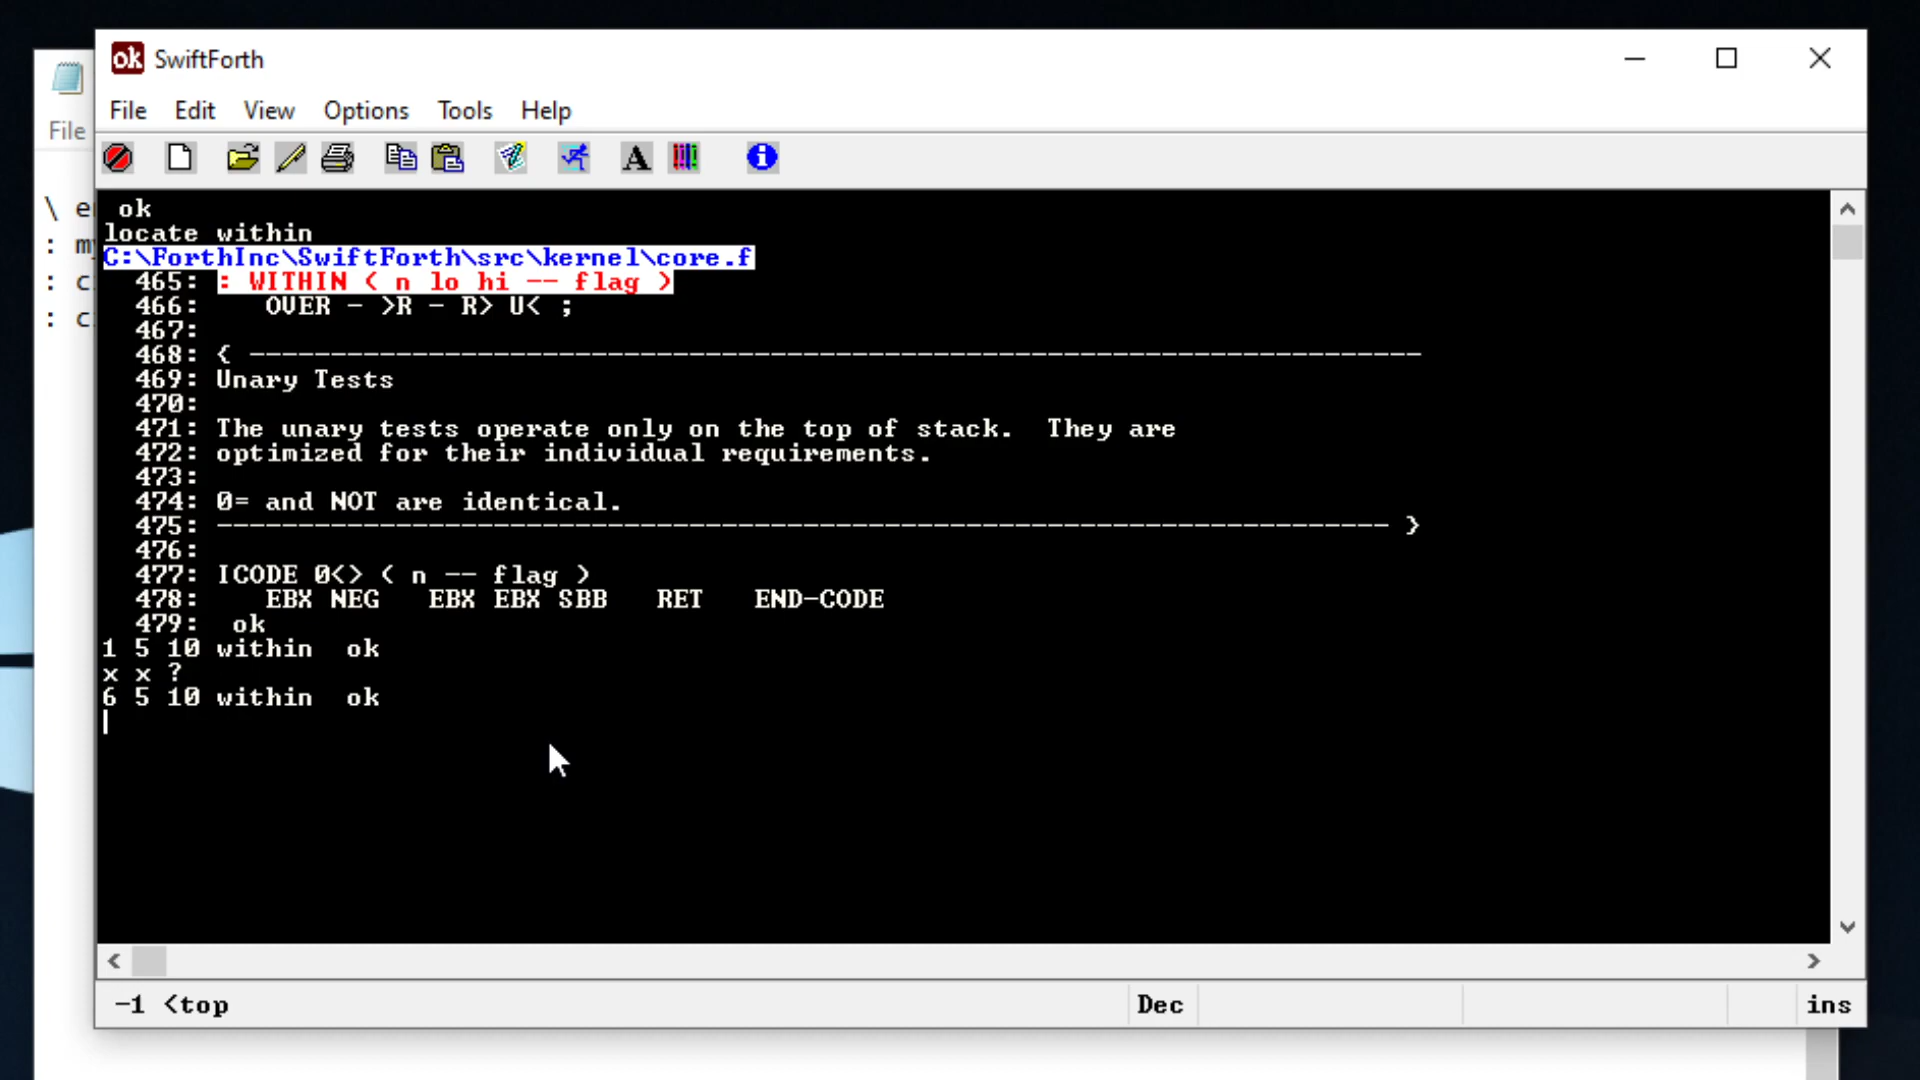 ok SwiftForth
File Edit View Options Tools Help
File
\ e
: my
: c
: c
ok
locate within
C:\ForthInc\SwiftForth\src\kernel\core.f
465: : WITHIN ( n lo hi -- flag )
466: OVER - >R - R> U< ;
467:
468: { ------------------------------------------------------------------------
469: Unary Tests
470:
471: The unary tests operate only on the top of stack. They are
472: optimized for their individual requirements.
473:
474: 0= and NOT are identical.
475: ------------------------------------------------------------------------ }
476:
477: ICODE 0<> ( n -- flag )
478: EBX NEG EBX EBX SBB RET END-CODE
479: ok
1 5 10 within ok
x x ?
6 5 10 within ok
-1 <top
Dec
ins